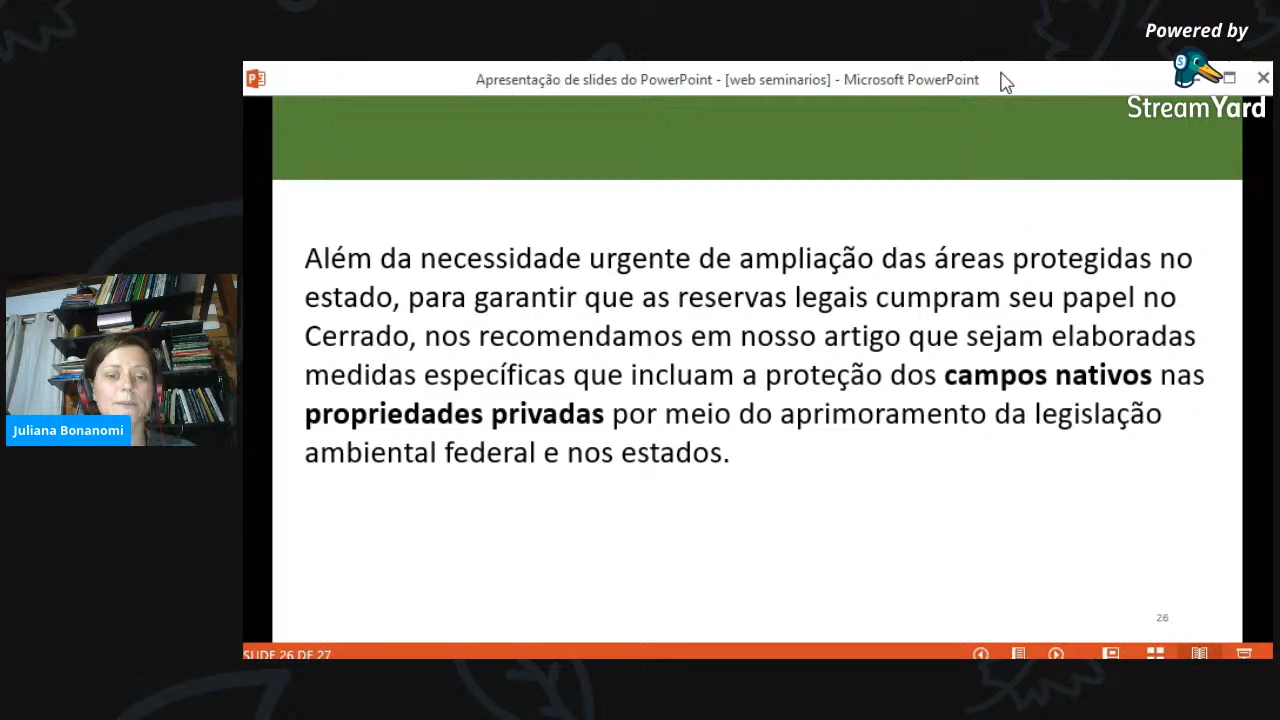 Powered by
StreamYard
Apresentação de slides do PowerPoint - [web seminarios] - Microsoft PowerPoint
Além da necessidade urgente de ampliação das áreas protegidas no
estado, para garantir que as reservas legais cumpram seu papel no
Cerrado, nos recomendamos em nosso artigo que sejam elaboradas
medidas específicas que incluam a proteção dos campos nativos nas
propriedades privadas por meio do aprimoramento da legislação
ambiental federal e nos estados.
Juliana Bonanomi
26
SLIDE 26 DE 27